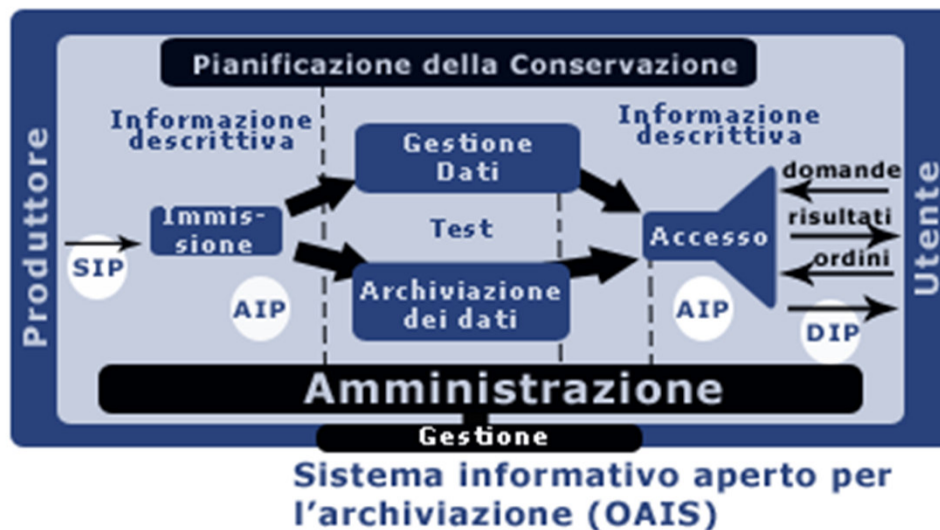 Pianificazione della Conservazione
Informazione
descrittiva
Informazione
descrittiva
Gestione
Dati
domande
Produttore
Immis-
sione
Test
Accesso
risultati
Utente
SIP
ordini
AIP
Archiviazione
dei dati
AIP
DIP
Amministrazione
Gestione
Sistema informativo aperto per
l'archiviazione (OAIS)